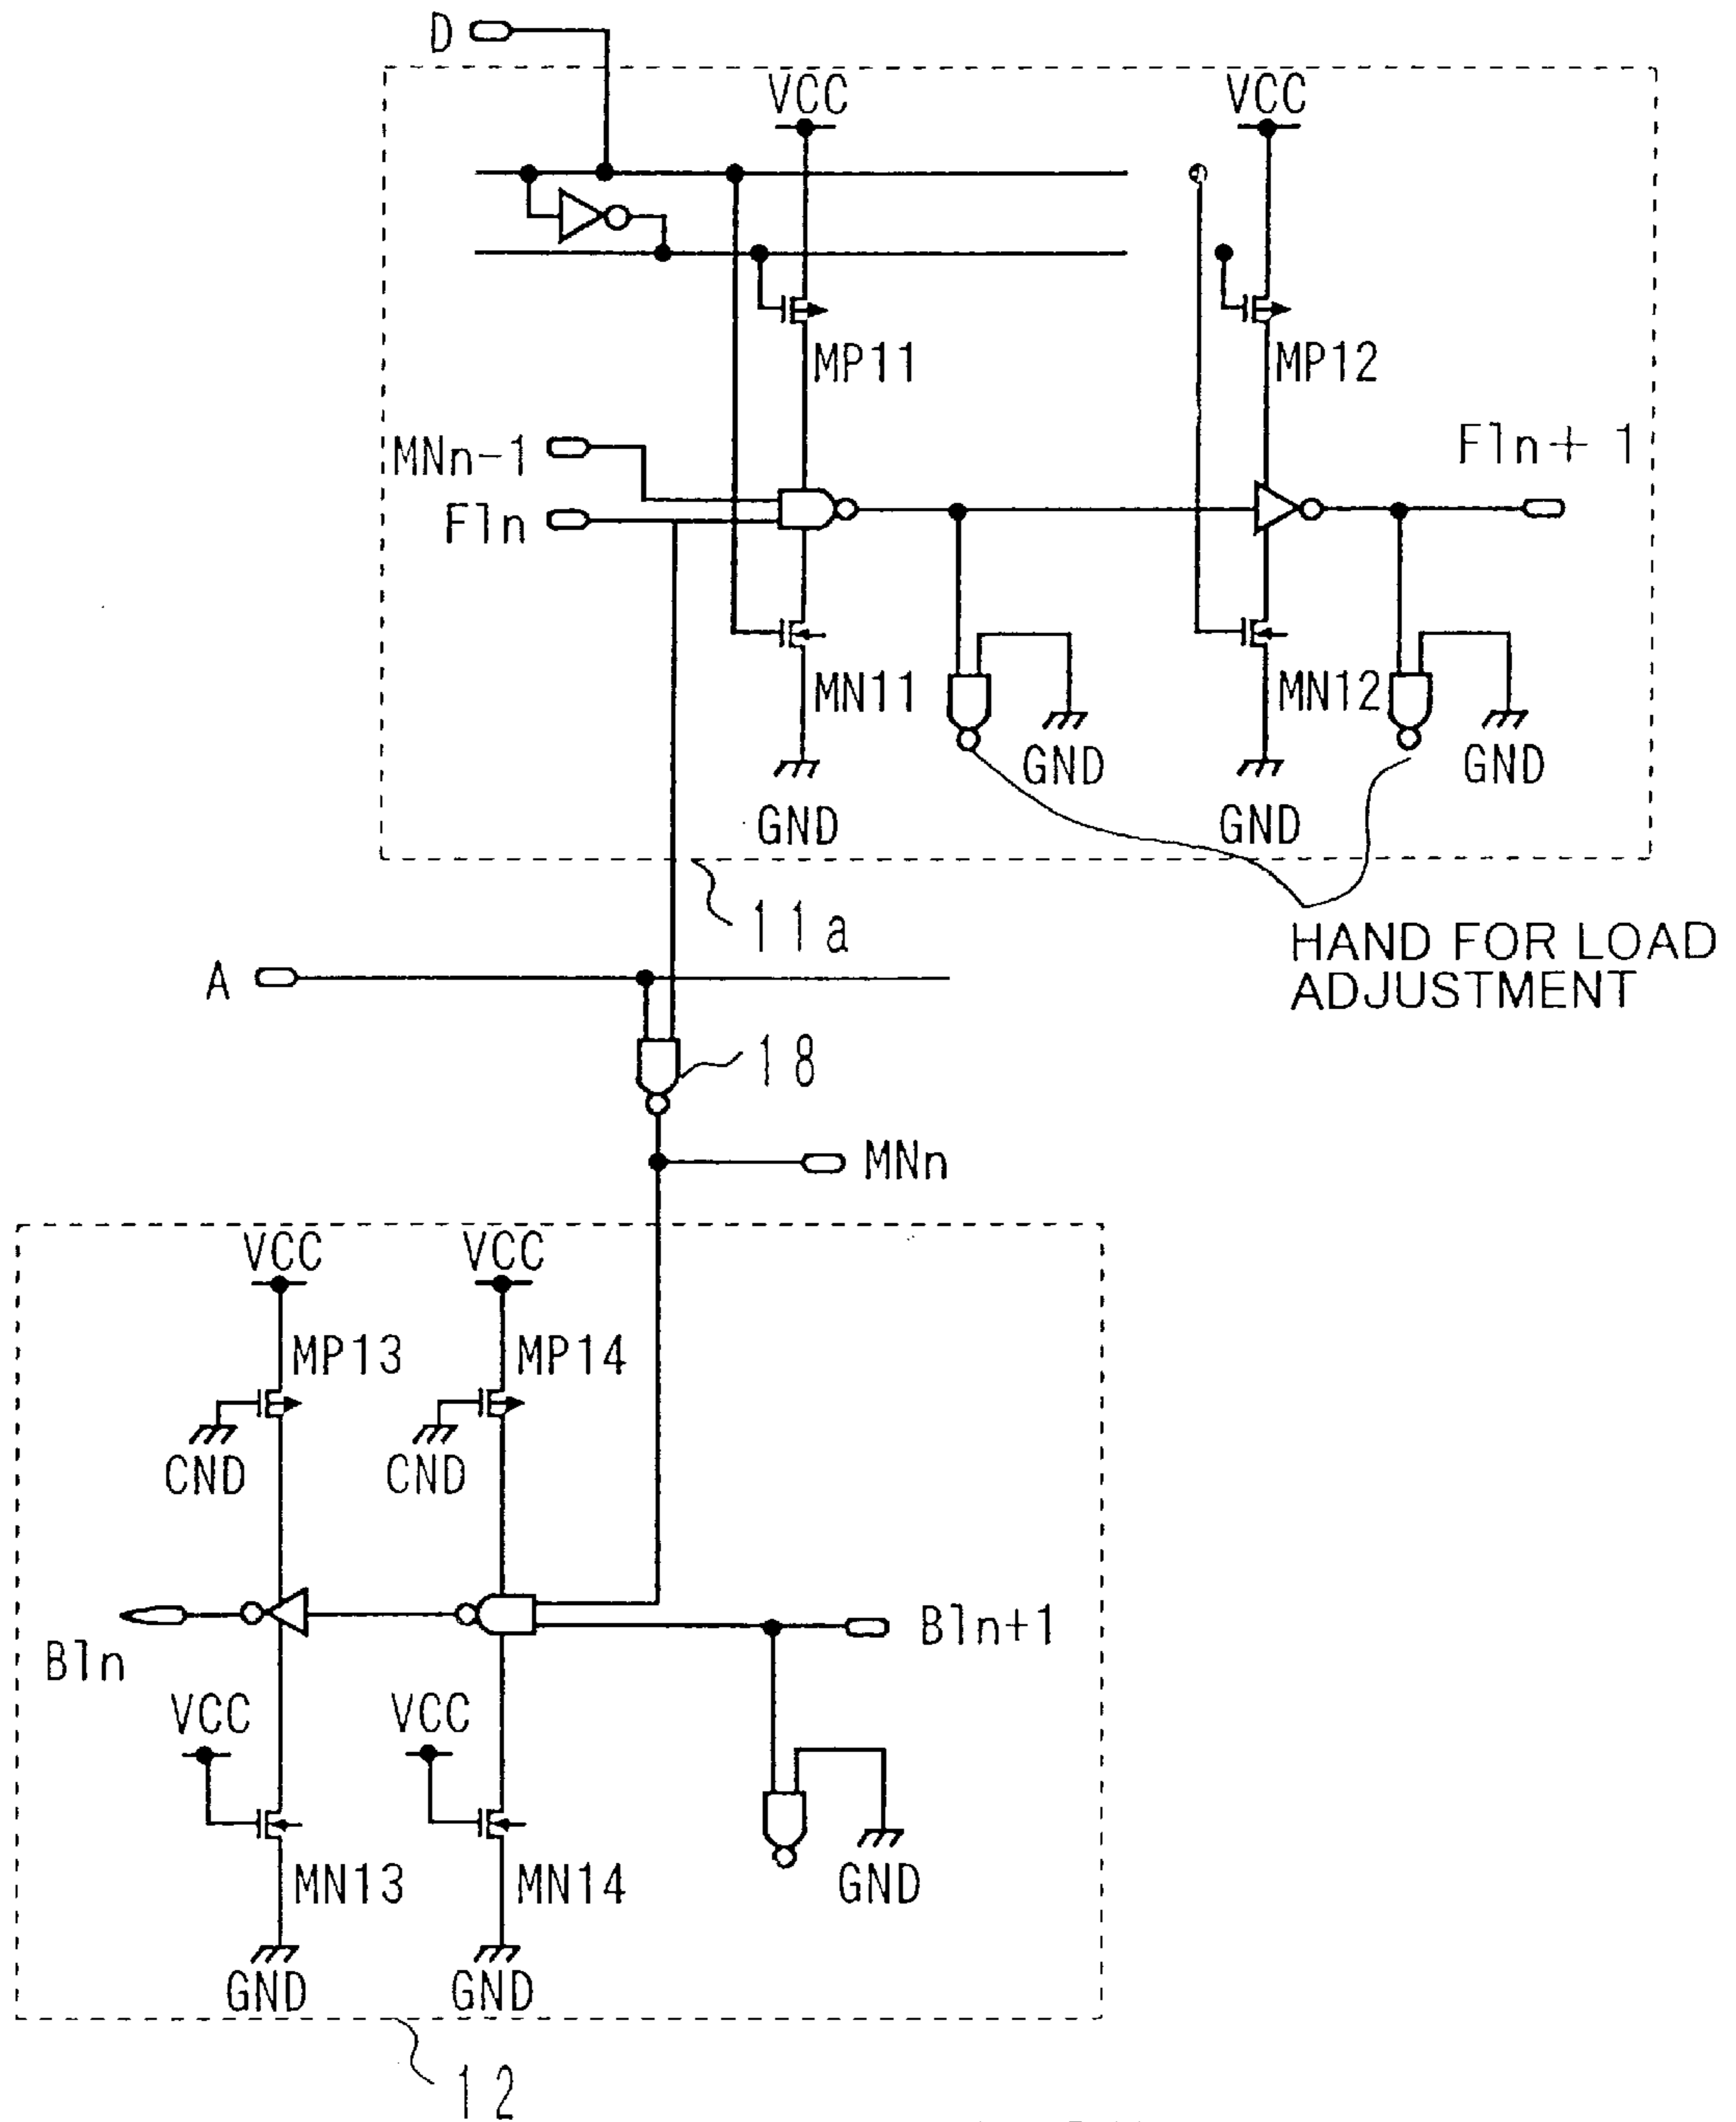 D
VCC
VCC
MP11
MP12
MNn-1
Fln
Fln+1
MN11
MN12
GND
GND
GND
GND
11a
HAND FOR LOAD
ADJUSTMENT
A
18
MNn
VCC
VCC
MP13
MP14
CND
CND
Bln
Bln+1
VCC
VCC
MN13
MN14
GND
GND
GND
12